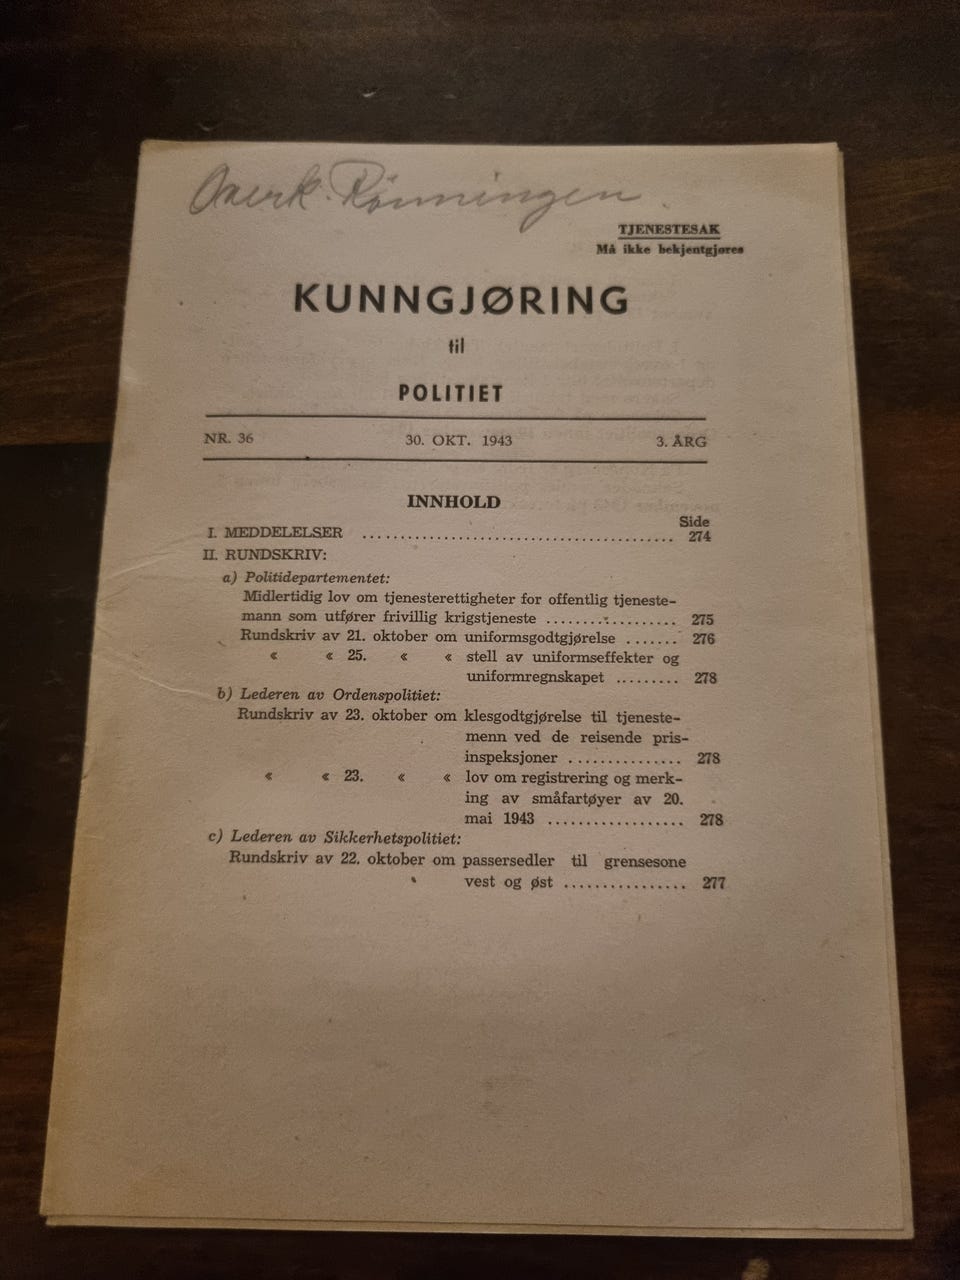 Overk. Rönningen.
TJENESTESAK
Må ikke bekjentgjøres
KUNNGJØRING
til
POLITIET
NR. 36 30. OKT. 1943 3. ÅRG
INNHOLD
Side
I. MEDDELELSER ........................................ 274
II. RUNDSKRIV:
a) Politidepartementet:
Midlertidig lov om tjenesterettigheter for offentlig tjeneste-
mann som utfører frivillig krigstjeneste .................... 275
Rundskriv av 21. oktober om uniformsgodtgjørelse ....... 276
« « 25. « « stell av uniformseffekter og
uniformregnskapet ......... 278
b) Lederen av Ordenspolitiet:
Rundskriv av 23. oktober om klesgodtgjørelse til tjeneste-
menn ved de reisende pris-
inspeksjoner ............... 278
« « 23. « « lov om registrering og merk-
ing av småfartøyer av 20.
mai 1943 .................. 278
c) Lederen av Sikkerhetspolitiet:
Rundskriv av 22. oktober om passersedler til grensesone
vest og øst ................ 277